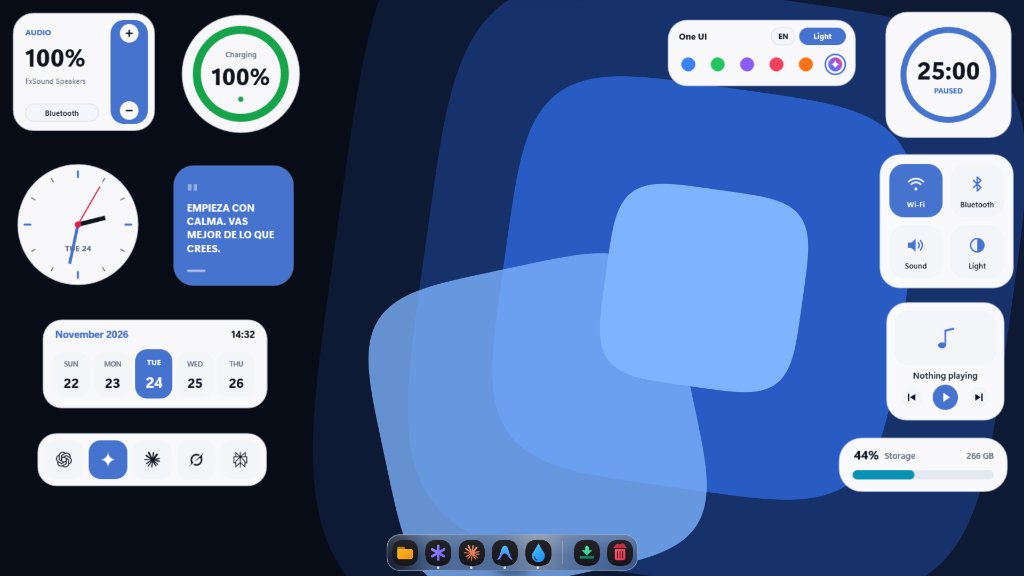 AUDIO
100%
FxSound Speakers
Bluetooth
+
−
Charging
100%
One UI
EN
Light
25:00
PAUSED
TUE 24
"
EMPIEZA CON
CALMA. VAS
MEJOR DE LO QUE
CREES.
Wi-Fi
Bluetooth
Sound
Light
November 2026
14:32
SUN
MON
TUE
WED
THU
22
23
24
25
26
Nothing playing
44% Storage
266 GB